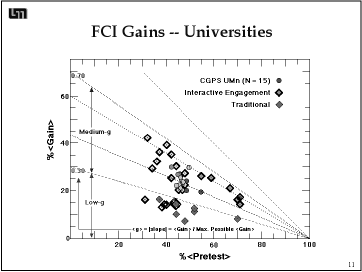 FCI Gains -- Universities
CGPS UMn (N = 15)
Interactive Engagement
Traditional
0.70
60
Medium-g
40
0.30
20
Low-g
< g > = |slope| = <Gain> / Max. Possible <Gain>
0
20
40
60
80
100
%<Gain>
%<Pretest>
11